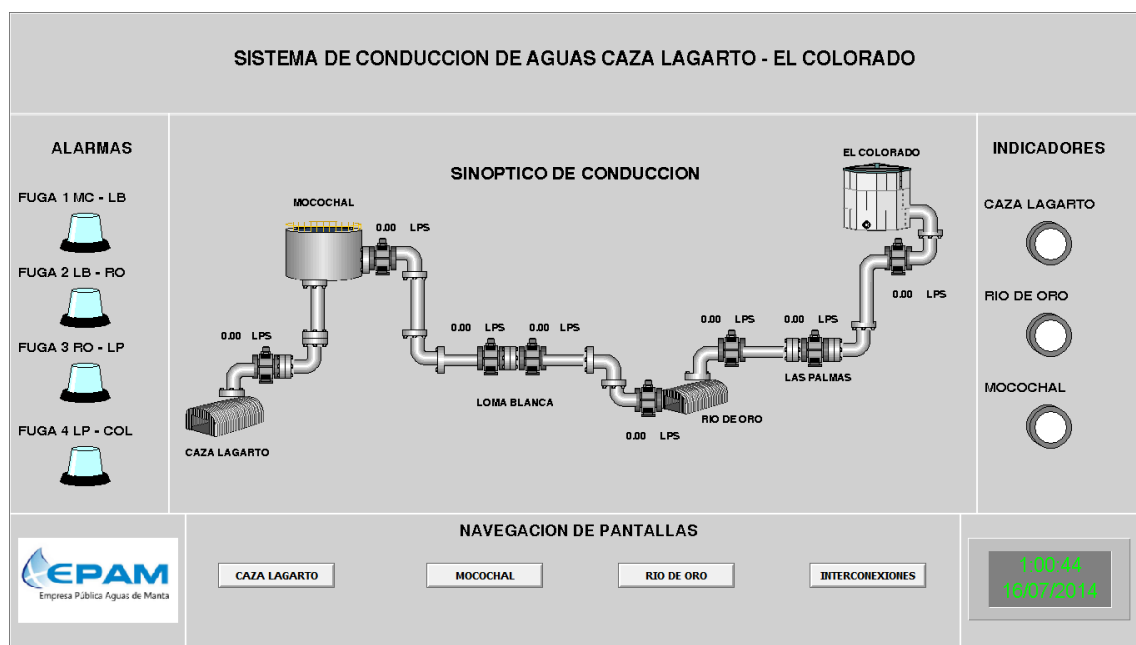 SISTEMA DE CONDUCCION DE AGUAS CAZA LAGARTO - EL COLORADO
ALARMAS
FUGA 1 MC - LB
FUGA 2 LB - RO
FUGA 3 RO - LP
FUGA 4 LP - COL
SINOPTICO DE CONDUCCION
MOCOCHAL
0.00 LPS
0.00 LPS
CAZA LAGARTO
0.00 LPS
0.00 LPS
LOMA BLANCA
0.00 LPS
RIO DE ORO
0.00 LPS
0.00 LPS
LAS PALMAS
EL COLORADO
0.00 LPS
INDICADORES
CAZA LAGARTO
RIO DE ORO
MOCOCHAL
EPAM
Empresa Pública Aguas de Manta
NAVEGACION DE PANTALLAS
CAZA LAGARTO
MOCOCHAL
RIO DE ORO
INTERCONEXIONES
1:00:44
16/07/2014